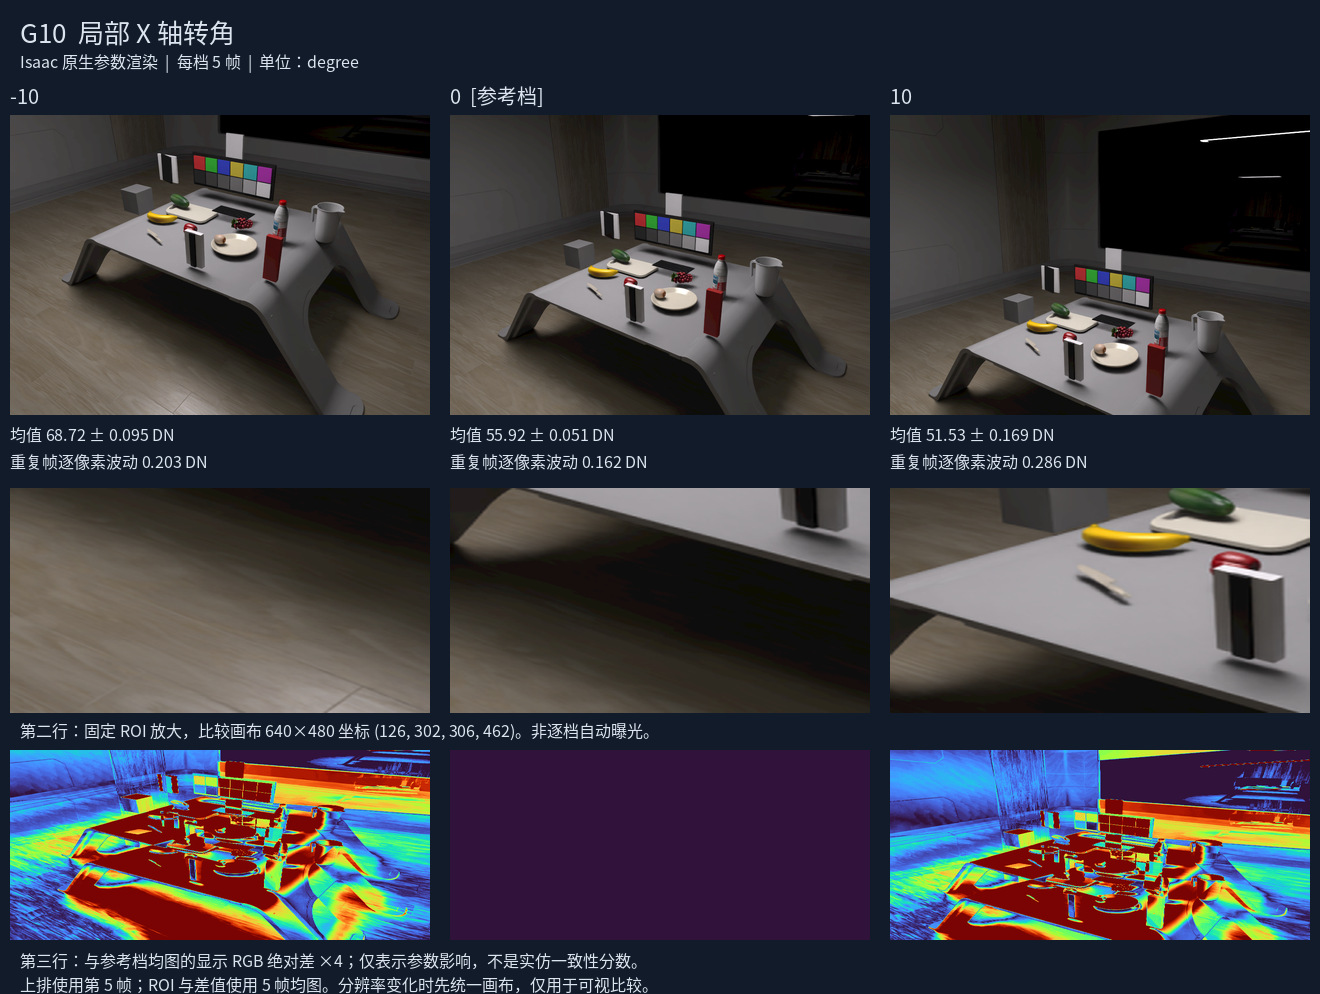 G10 局部 X 轴转角
Isaac 原生参数渲染 | 每档 5 帧 | 单位：degree
-10
0 [参考档]
10
均值 68.72 ± 0.095 DN
重复帧逐像素波动 0.203 DN
均值 55.92 ± 0.051 DN
重复帧逐像素波动 0.162 DN
均值 51.53 ± 0.169 DN
重复帧逐像素波动 0.286 DN
第二行：固定 ROI 放大，比较画布 640×480 坐标 (126, 302, 306, 462)。非逐档自动曝光。
第三行：与参考档均图的显示 RGB 绝对差 ×4；仅表示参数影响，不是实仿一致性分数。
上排使用第 5 帧；ROI 与差值使用 5 帧均图。分辨率变化时先统一画布，仅用于可视比较。